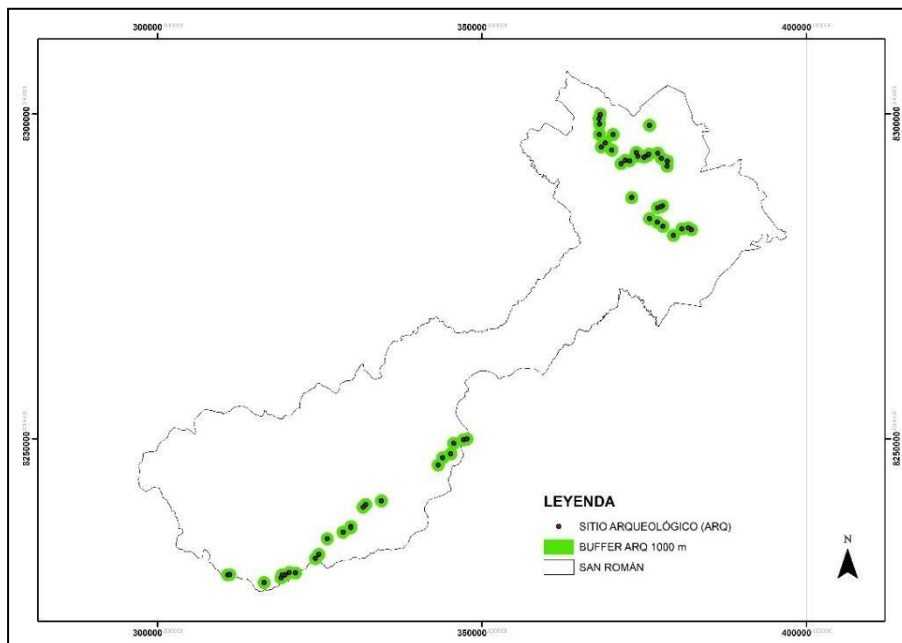 300000 350000 400000
8300000 8300000
8250000 8250000
LEYENDA
SITIO ARQUEOLÓGICO (ARQ)
BUFFER ARQ 1000 m
SAN ROMÁN
N
300000 350000 400000